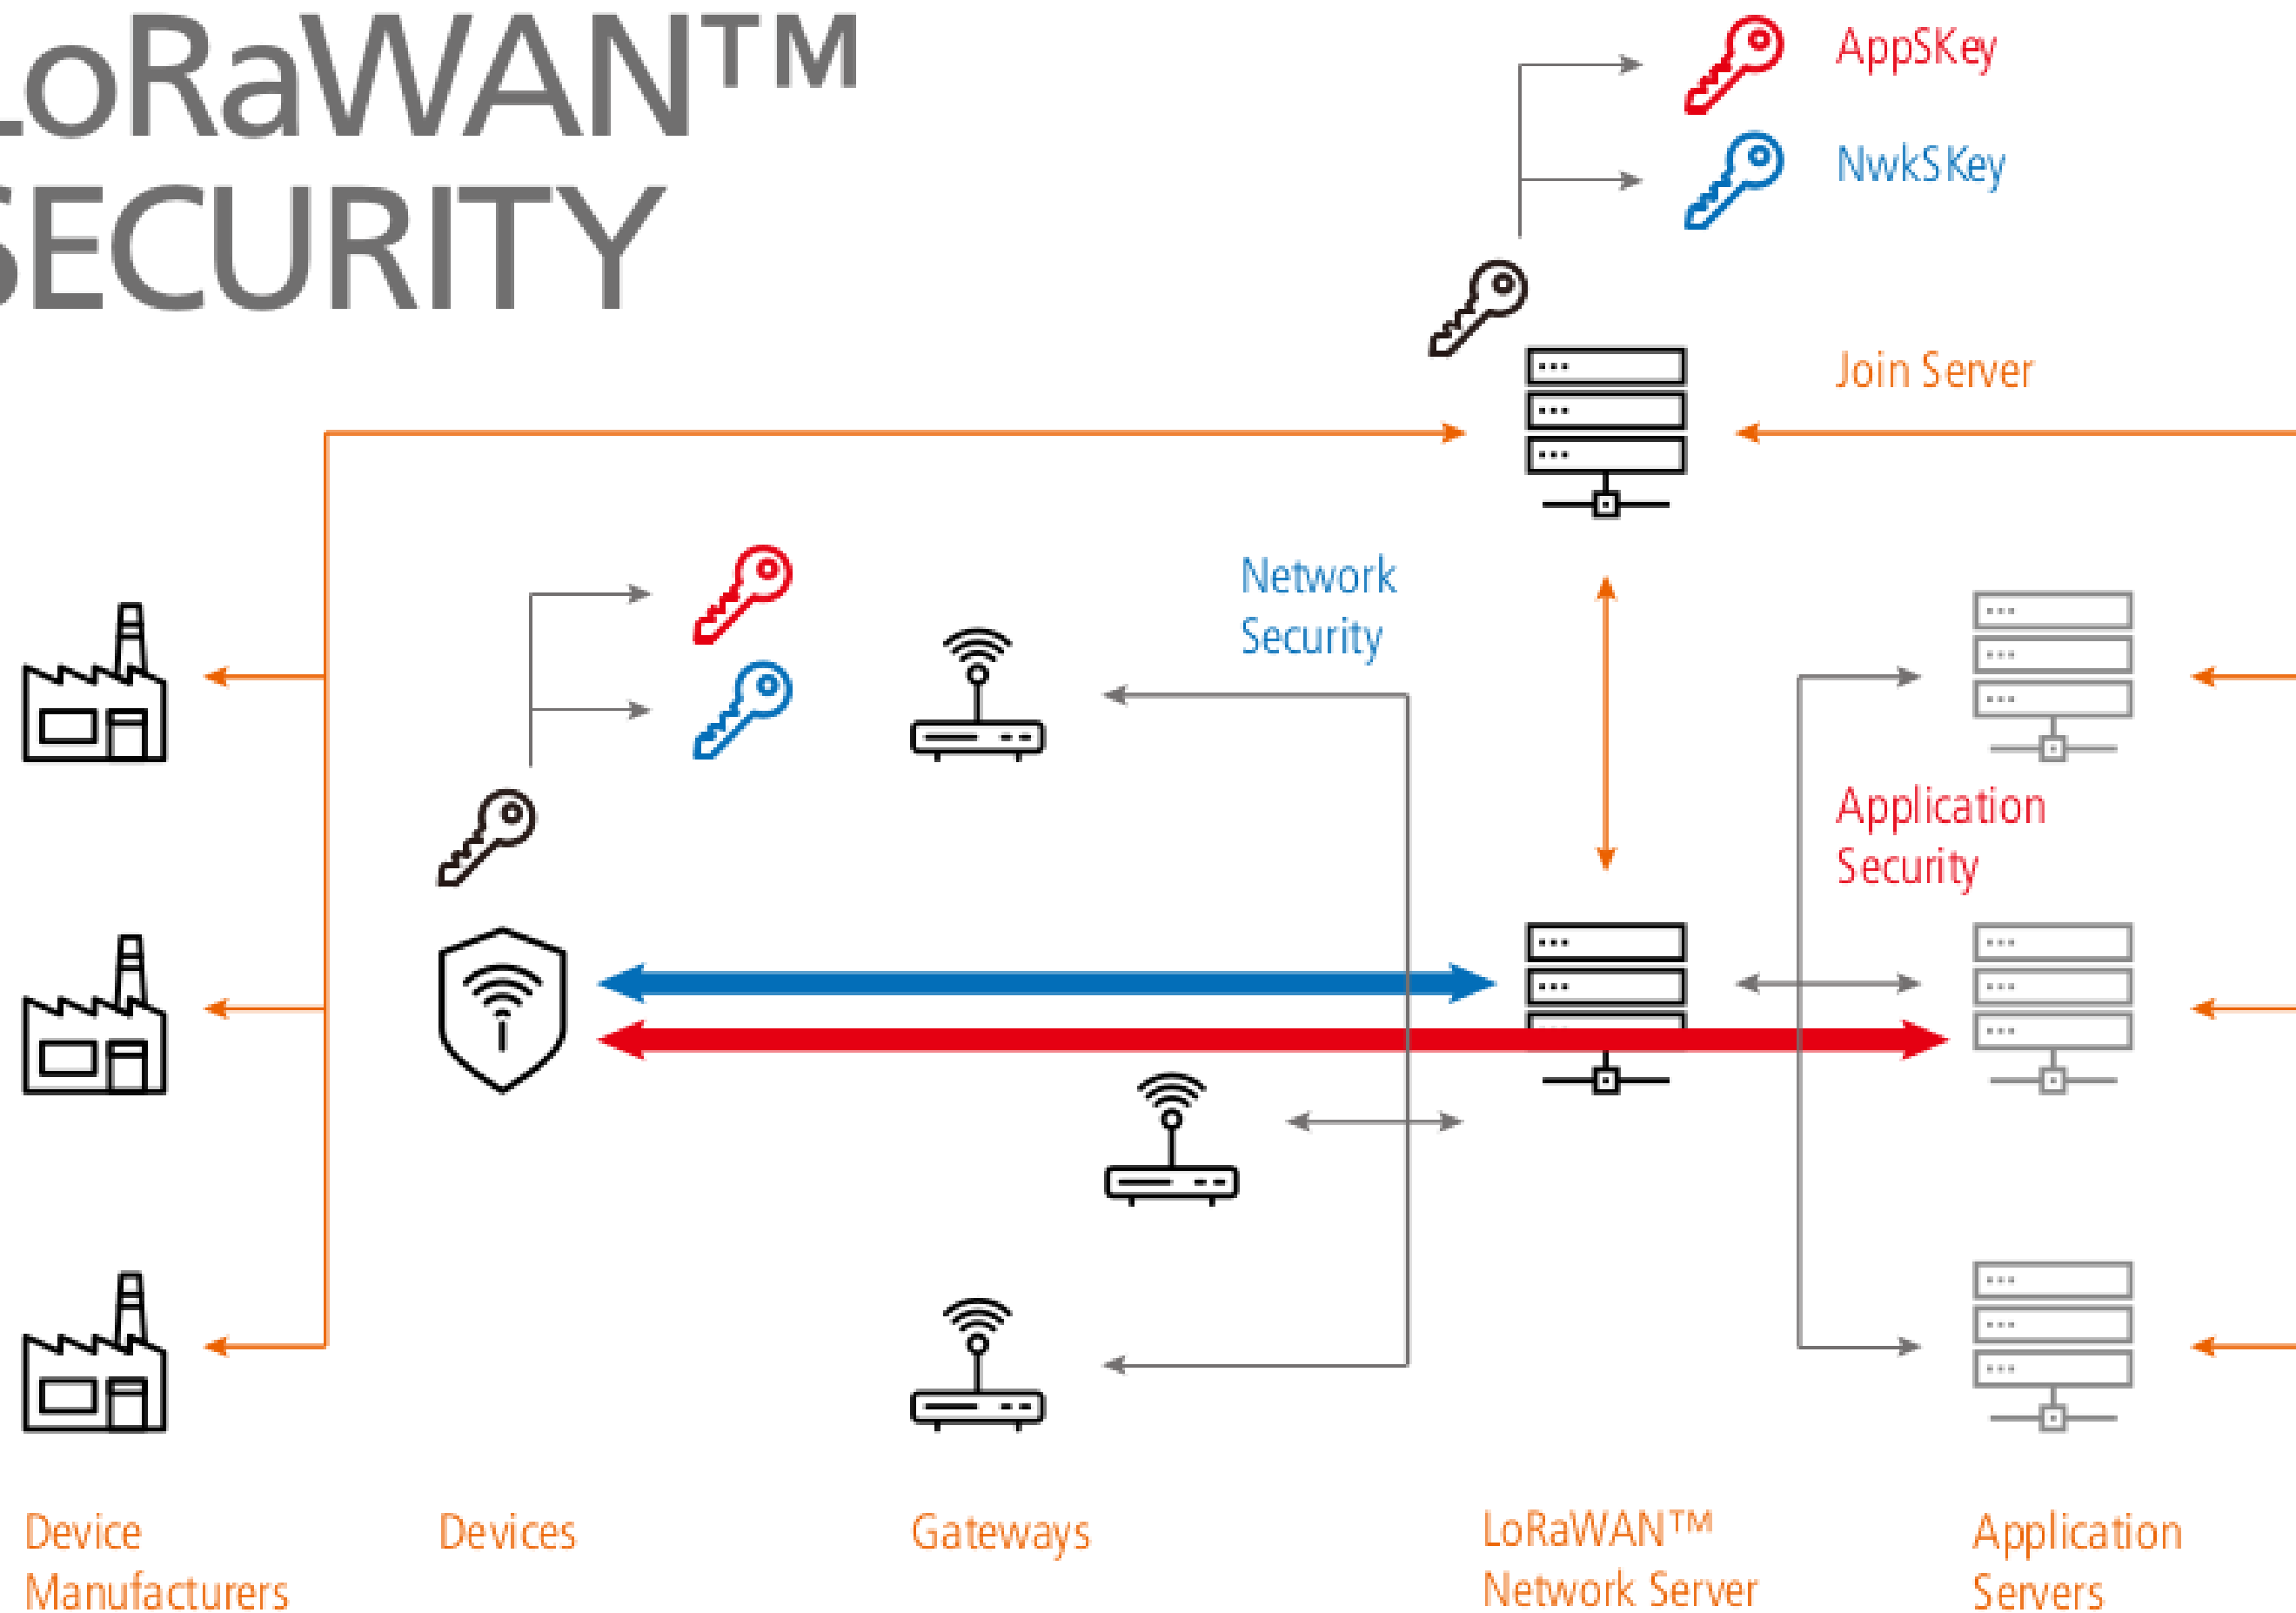 LoRaWAN™
SECURITY
AppSKey
NwkSKey
Join Server
Network
Security
Application
Security
Device
Manufacturers
Devices
Gateways
LoRaWAN™
Network Server
Application
Servers